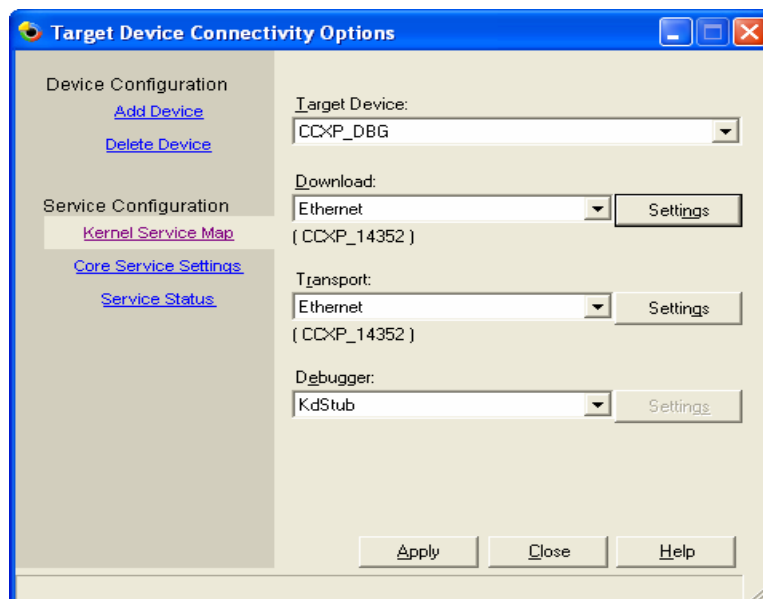 Target Device Connectivity Options
Device Configuration
Add Device
Delete Device
Service Configuration
Kernel Service Map
Core Service Settings
Service Status
Target Device:
CCXP_DBG
Download:
Ethernet
Settings
( CCXP_14352 )
Transport:
Ethernet
Settings
( CCXP_14352 )
Debugger:
KdStub
Settings
Apply
Close
Help